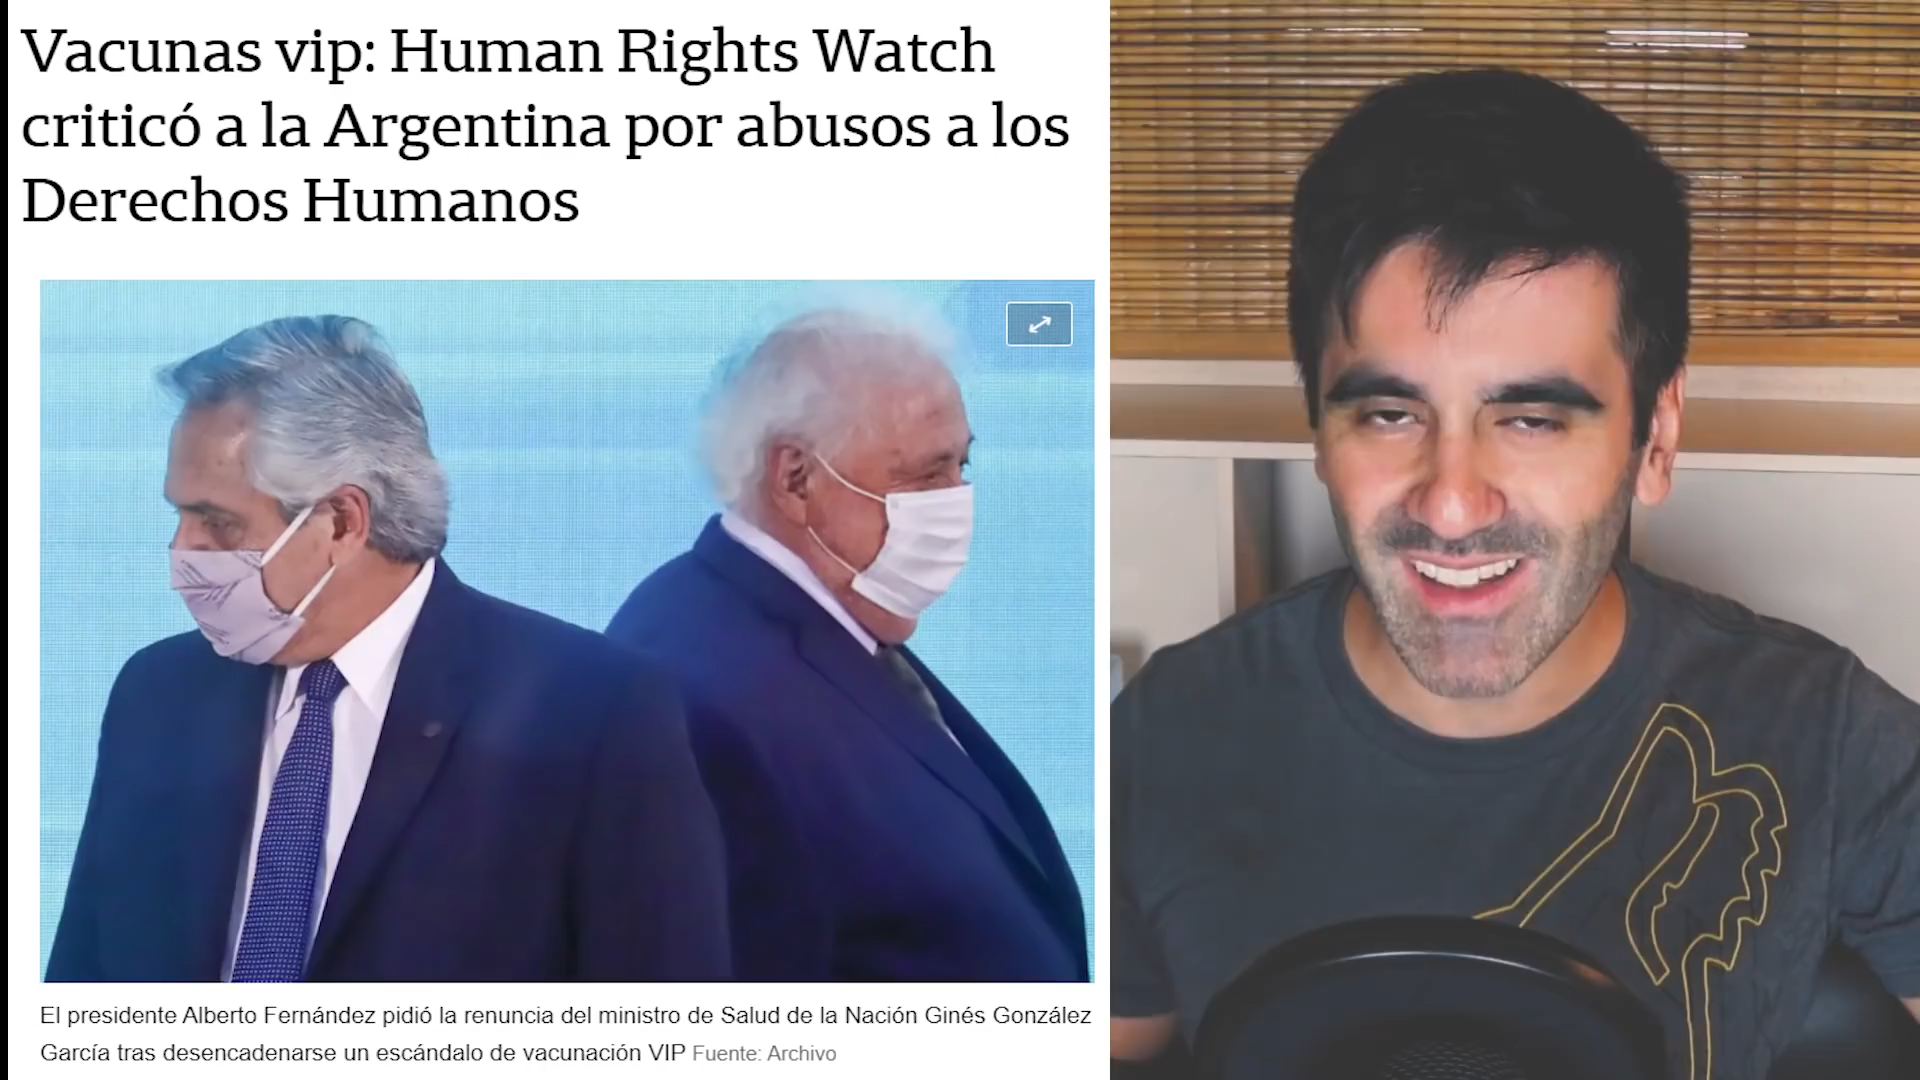 Vacunas vip: Human Rights Watch
criticó a la Argentina por abusos a los
Derechos Humanos
El presidente Alberto Fernández pidió la renuncia del ministro de Salud de la Nación Ginés González
García tras desencadenarse un escándalo de vacunación VIP Fuente: Archivo